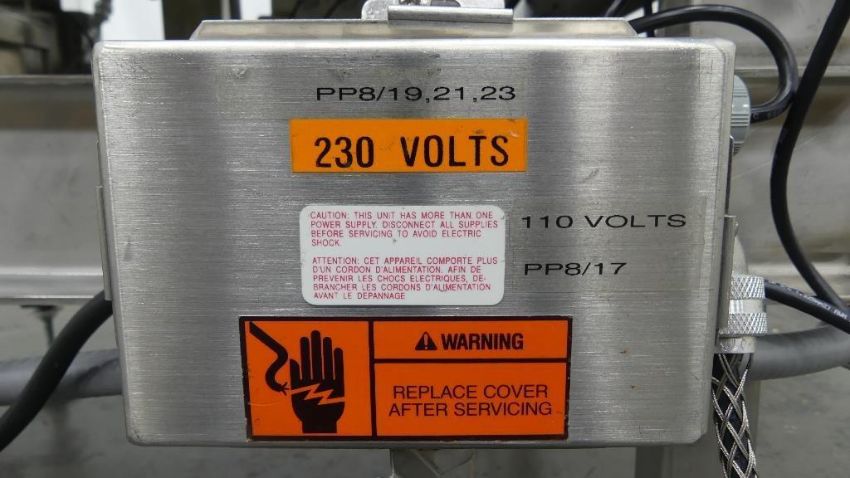 PP8/19,21,23
230 VOLTS
CAUTION: THIS UNIT HAS MORE THAN ONE
POWER SUPPLY. DISCONNECT ALL SUPPLIES
BEFORE SERVICING TO AVOID ELECTRIC
SHOCK.
ATTENTION: CET APPAREIL COMPORTE PLUS
D'UN CORDON D'ALIMENTATION. AFIN DE
PREVENIR LES CHOCS ELECTRIQUES, DE-
BRANCHER LES CORDONS D'ALIMENTATION
AVANT LE DEPANNAGE
110 VOLTS
PP8/17
WARNING
REPLACE COVER
AFTER SERVICING